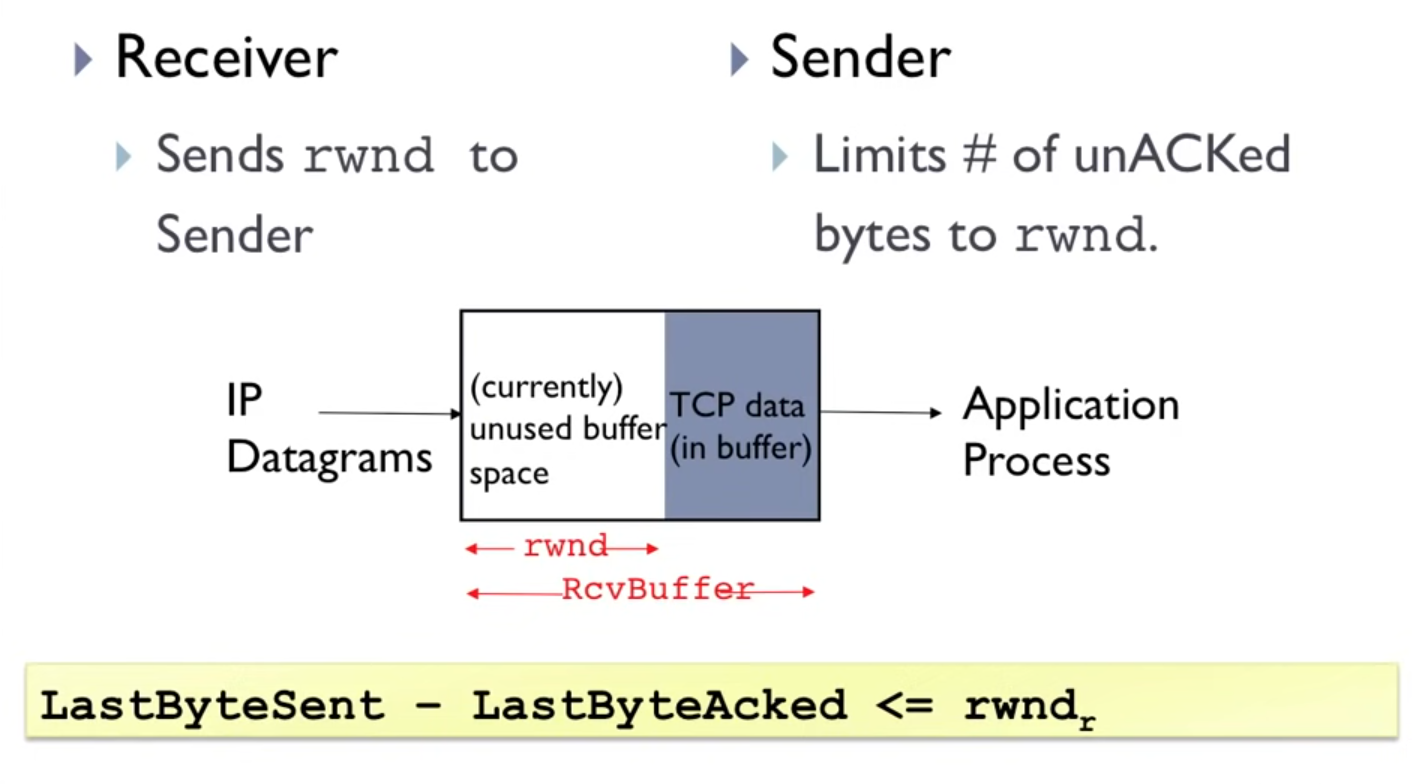 Receiver
Sends rwnd to
Sender
Sender
Limits # of unACKed
bytes to rwnd.
IP
Datagrams
(currently)
unused buffer
space
TCP data
(in buffer)
Application
Process
rwnd
RcvBuffer
LastByteSent - LastByteAcked <= rwndr